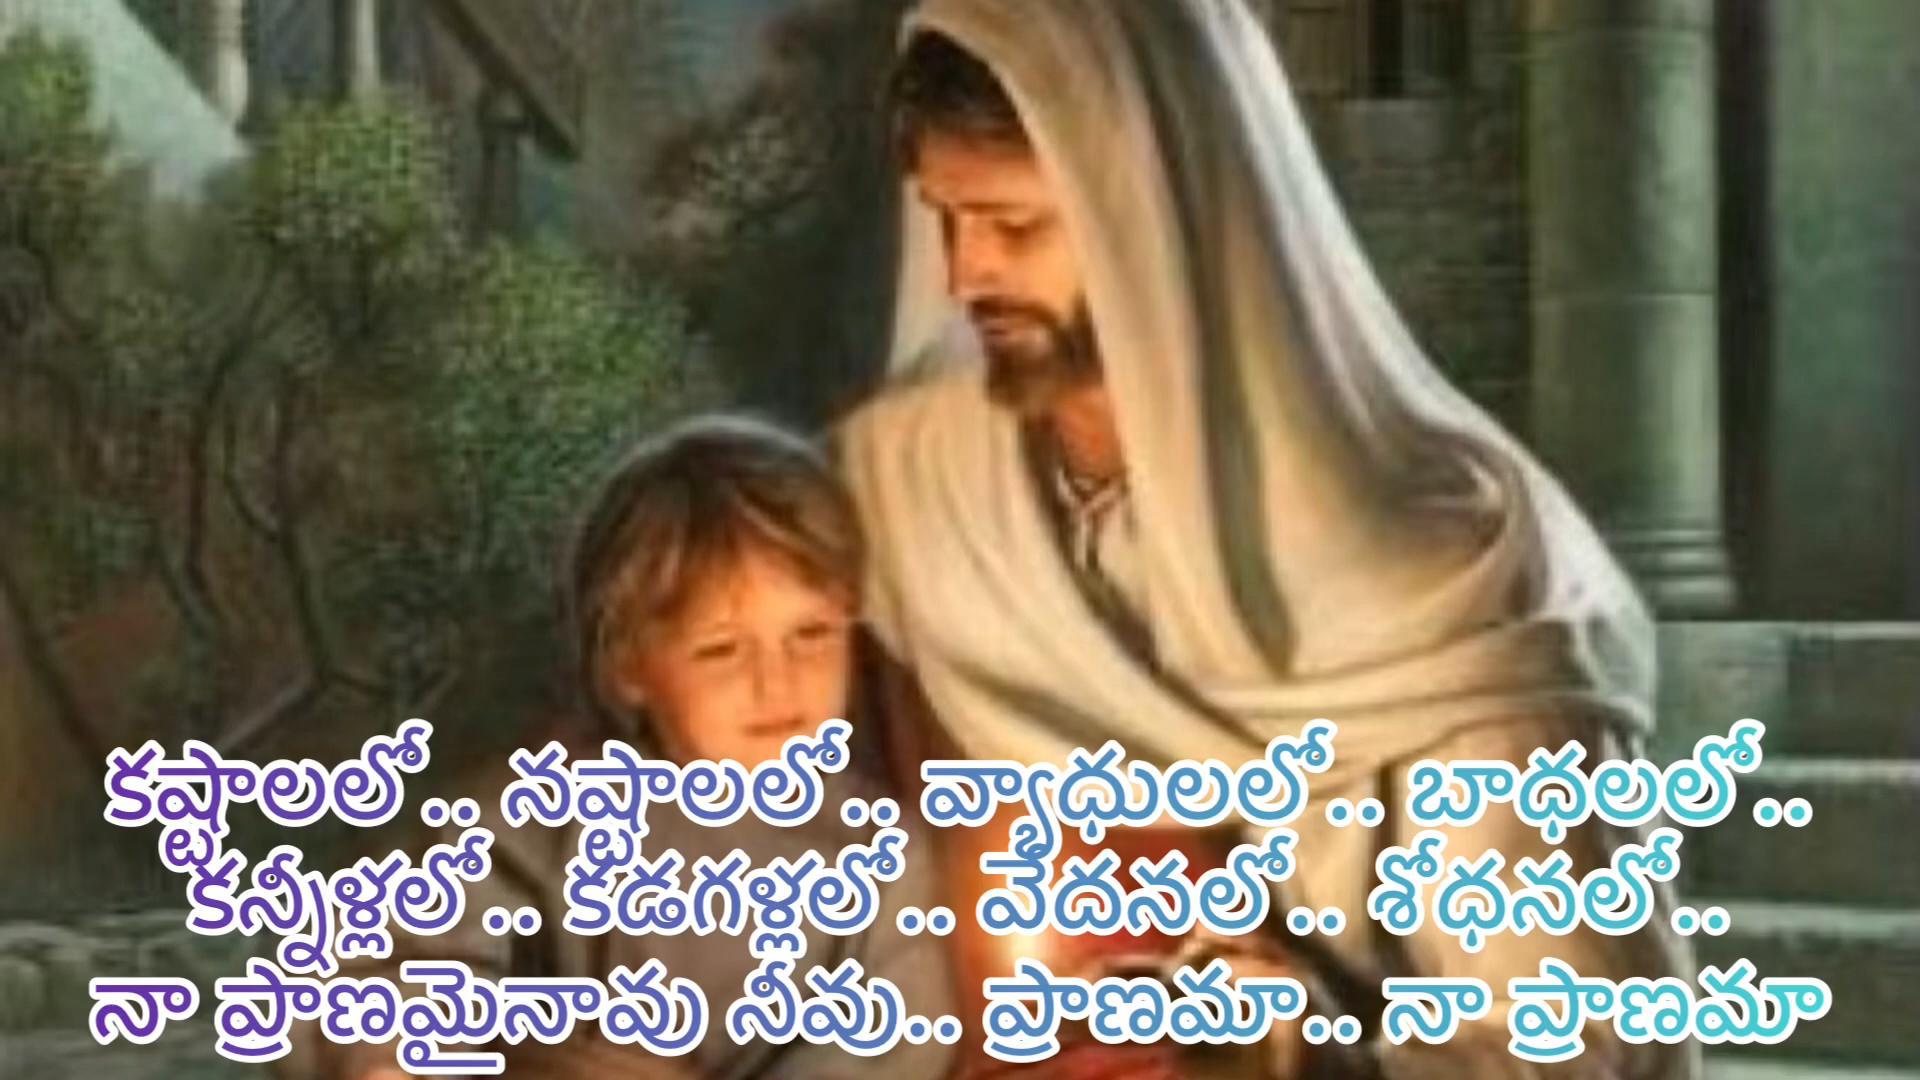 కష్టాలలో.. నష్టాలలో.. వ్యాధులలో.. బాధలలో..
కన్నీళ్లలో.. కడగళ్లలో.. వేదనలో.. శోధనలో..
నా ప్రాణమైనావు నీవు.. ప్రాణమా.. నా ప్రాణమా